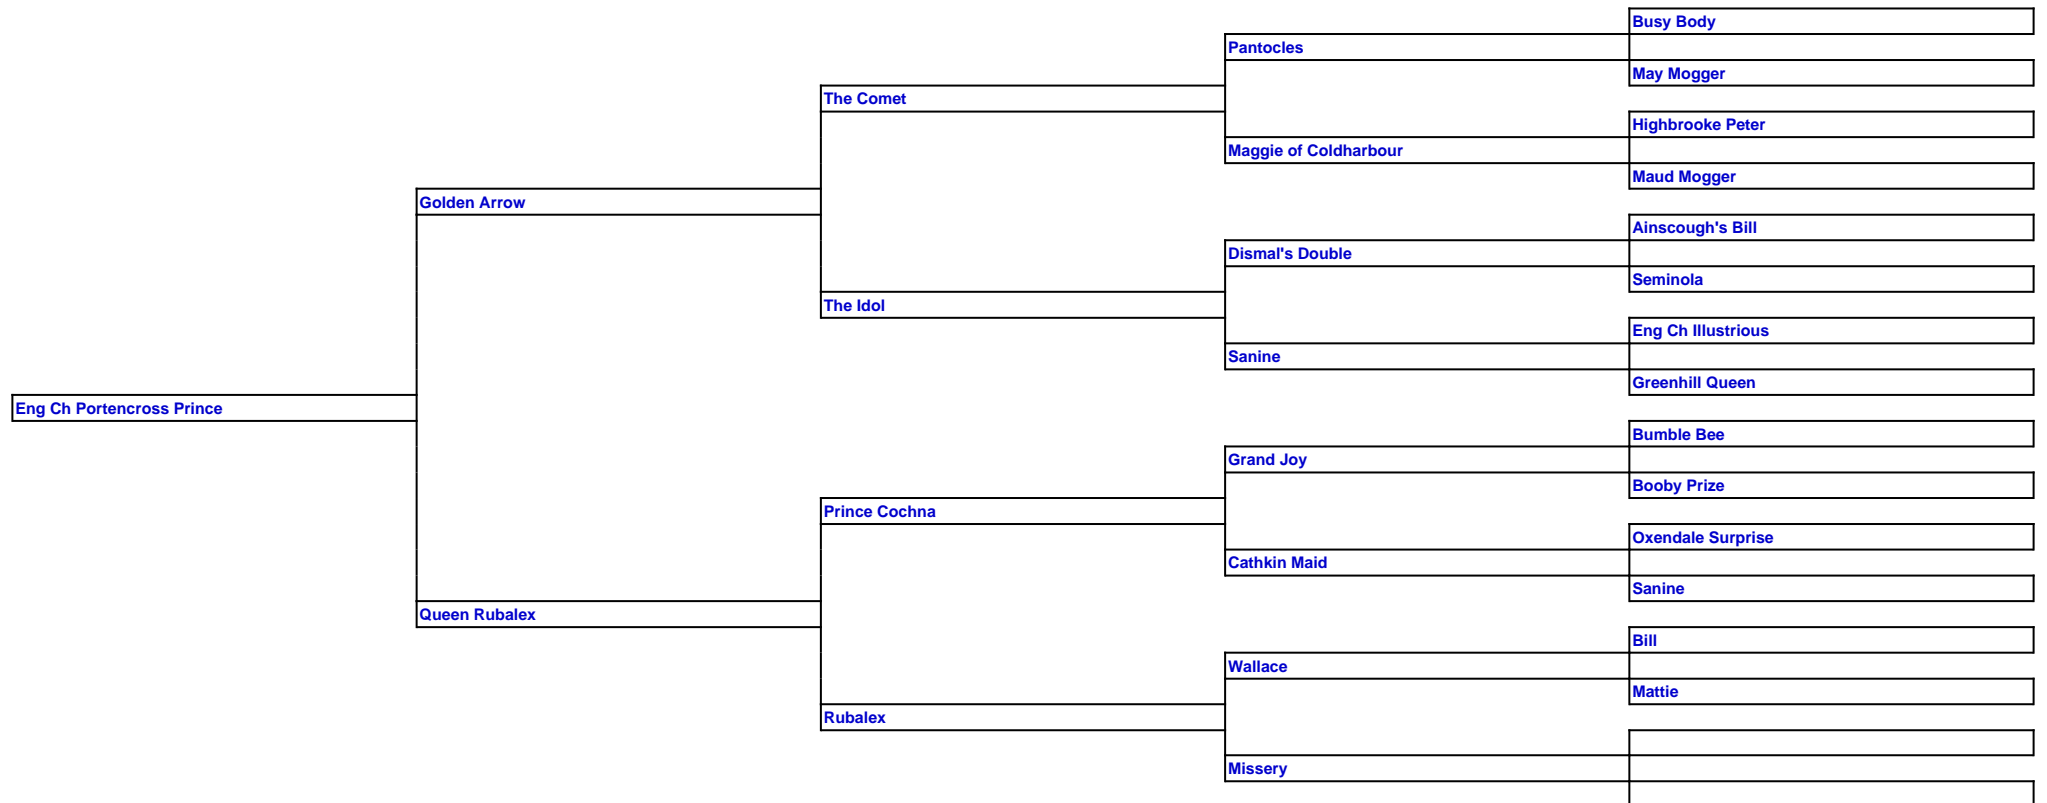 Busy Body
Pantocles
May Mogger
The Comet
Highbrooke Peter
Maggie of Coldharbour
Maud Mogger
Golden Arrow
Ainscough's Bill
Dismal's Double
Seminola
The Idol
Eng Ch Illustrious
Sanine
Greenhill Queen
Eng Ch Portencross Prince
Bumble Bee
Grand Joy
Booby Prize
Prince Cochna
Oxendale Surprise
Cathkin Maid
Sanine
Queen Rubalex
Bill
Wallace
Mattie
Rubalex
Missery